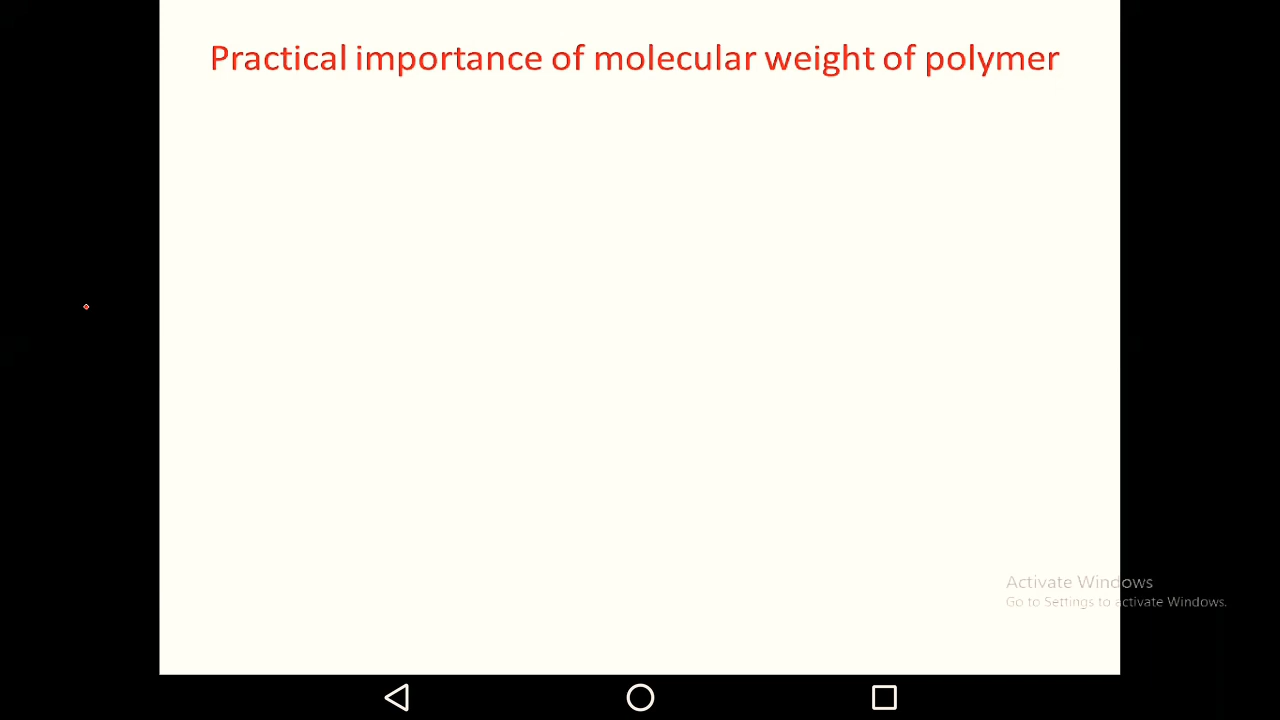 Practical importance of molecular weight of polymer
Activate Windows
Go to Settings to activate Windows.